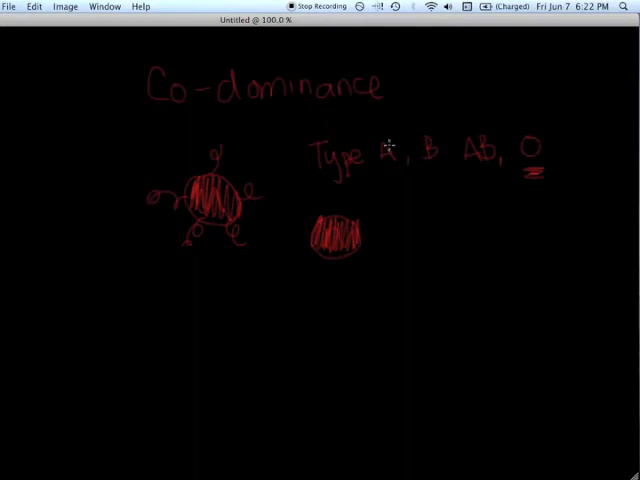 File Edit Image Window Help Stop Recording (Charged) Fri Jun 7 6:22 PM
Untitled @ 100.0 %
Co-dominance
Type A, B AB, O